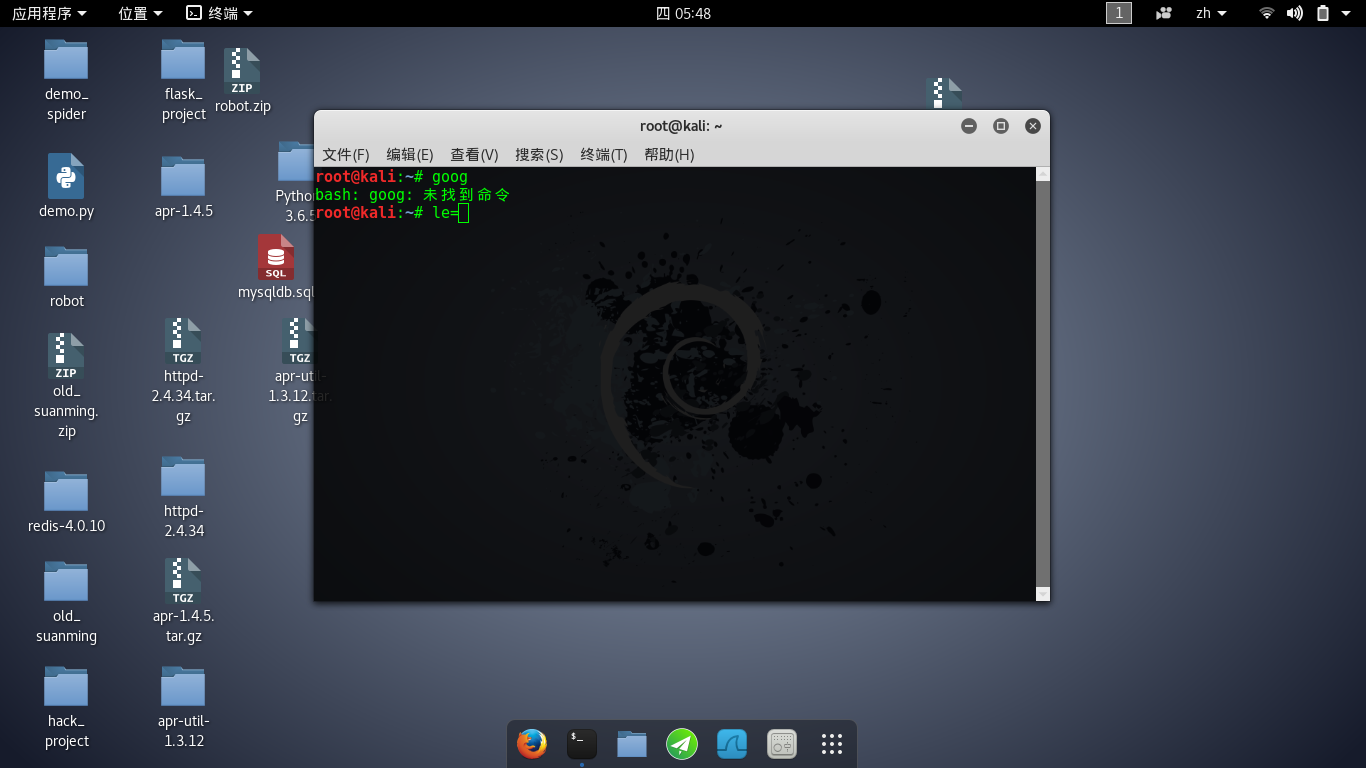 应用程序 位置 终端 四 05:48 1 zh
demo_
spider
flask_
project
ZIP
robot.zip
root@kali: ~
文件(F) 编辑(E) 查看(V) 搜索(S) 终端(T) 帮助(H)
root@kali:~# goog
bash: goog: 未找到命令
root@kali:~# le=
demo.py
apr-1.4.5
Python
3.6.5
robot
SQL
mysqldb.sql
ZIP
old_
suanming.
zip
TGZ
httpd-
2.4.34.tar.
gz
TGZ
apr-util-
1.3.12.tar.
gz
redis-4.0.10
httpd-
2.4.34
old_
suanming
TGZ
apr-1.4.5.
tar.gz
hack_
project
apr-util-
1.3.12
$_